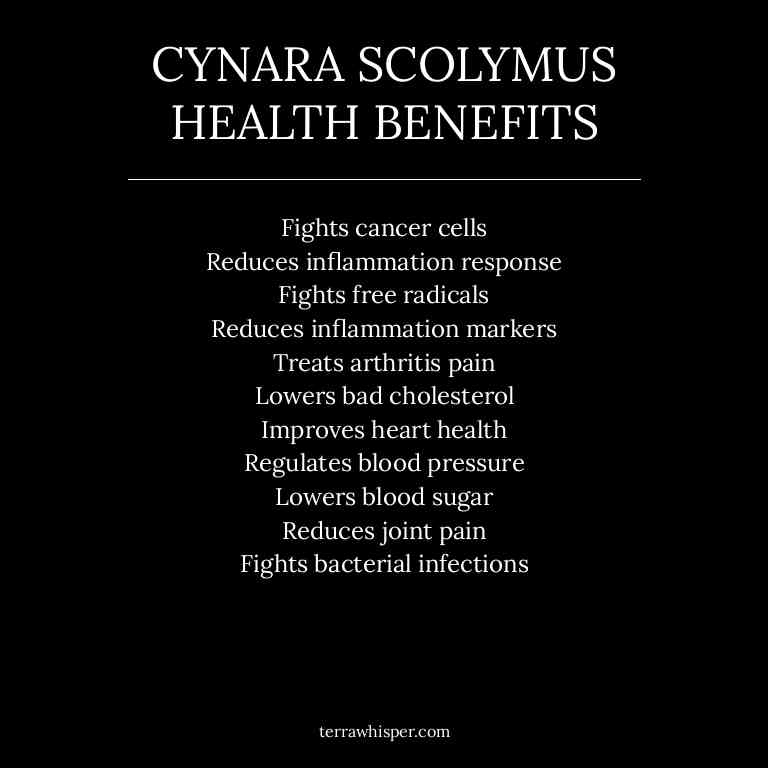 CYNARA SCOLYMUS
HEALTH BENEFITS
Fights cancer cells
Reduces inflammation response
Fights free radicals
Reduces inflammation markers
Treats arthritis pain
Lowers bad cholesterol
Improves heart health
Regulates blood pressure
Lowers blood sugar
Reduces joint pain
Fights bacterial infections
terrawhisper.com